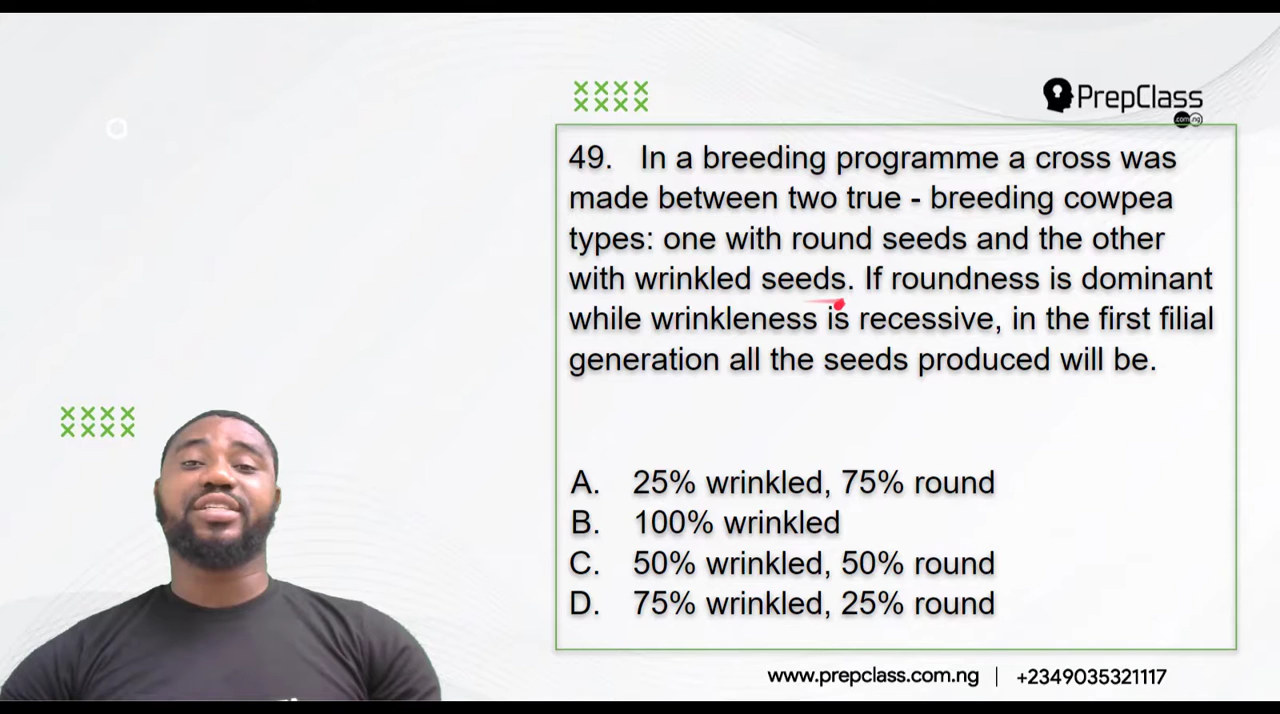 PrepClass
.com.ng
49. In a breeding programme a cross was
made between two true - breeding cowpea
types: one with round seeds and the other
with wrinkled seeds. If roundness is dominant
while wrinkleness is recessive, in the first filial
generation all the seeds produced will be.
A. 25% wrinkled, 75% round
B. 100% wrinkled
C. 50% wrinkled, 50% round
D. 75% wrinkled, 25% round
www.prepclass.com.ng | +2349035321117